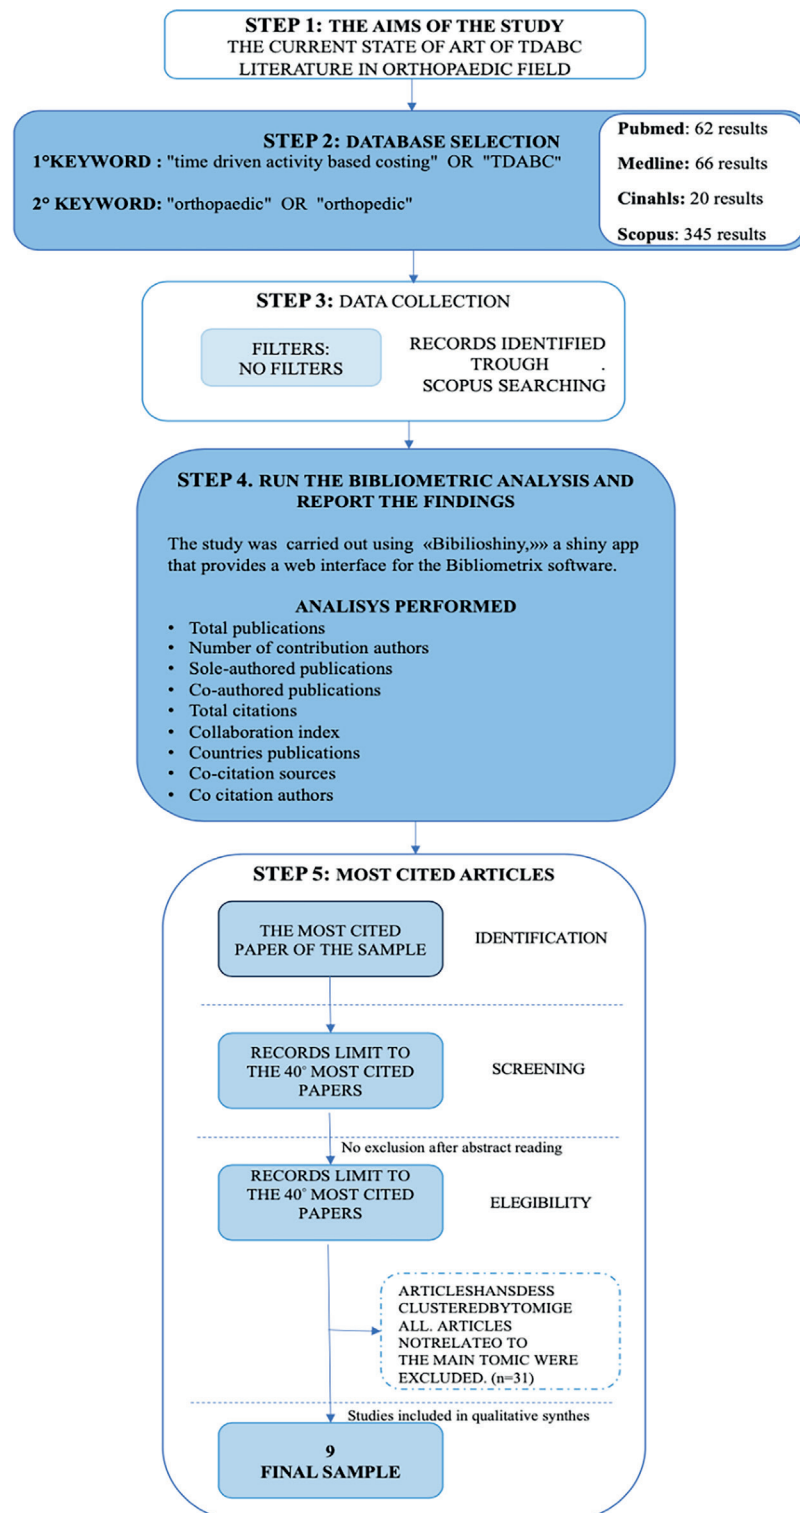 STEP 1: THE AIMS OF THE STUDY
THE CURRENT STATE OF ART OF TDABC
LITERATURE IN ORTHOPAEDIC FIELD
STEP 2: DATABASE SELECTION
1°KEYWORD : "time driven activity based costing" OR "TDABC"
2° KEYWORD: "orthopaedic" OR "orthopedic"
Pubmed: 62 results
Medline: 66 results
Cinahls: 20 results
Scopus: 345 results
STEP 3: DATA COLLECTION
FILTERS:
NO FILTERS
RECORDS IDENTIFIED
TROUGH .
SCOPUS SEARCHING
STEP 4. RUN THE BIBLIOMETRIC ANALYSIS AND
REPORT THE FINDINGS
The study was carried out using «Bibilioshiny,»» a shiny app
that provides a web interface for the Bibliometrix software.
ANALISYS PERFORMED
• Total publications
• Number of contribution authors
• Sole-authored publications
• Co-authored publications
• Total citations
• Collaboration index
• Countries publications
• Co-citation sources
• Co citation authors
STEP 5: MOST CITED ARTICLES
THE MOST CITED
PAPER OF THE SAMPLE
IDENTIFICATION
RECORDS LIMIT TO
THE 40° MOST CITED
PAPERS
SCREENING
No exclusion after abstract reading
RECORDS LIMIT TO
THE 40° MOST CITED
PAPERS
ELEGIBILITY
ARTICLESHANSDESS
CLUSTEREDBYTOMIGE
ALL. ARTICLES
NOTRELATEO TO
THE MAIN TOMIC WERE
EXCLUDED. (n=31)
Studies included in qualitative synthes
9
FINAL SAMPLE